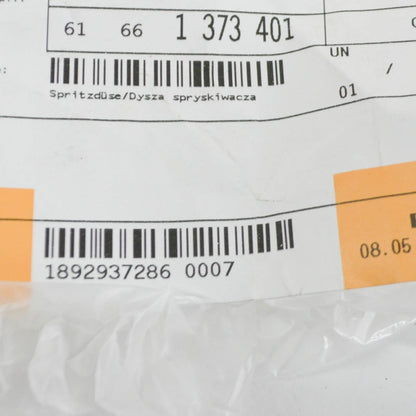 61 66 1 373 401
UN
01 /
Spritzdüse/Dysza spryskiwacza
1892937286 0007
08.05